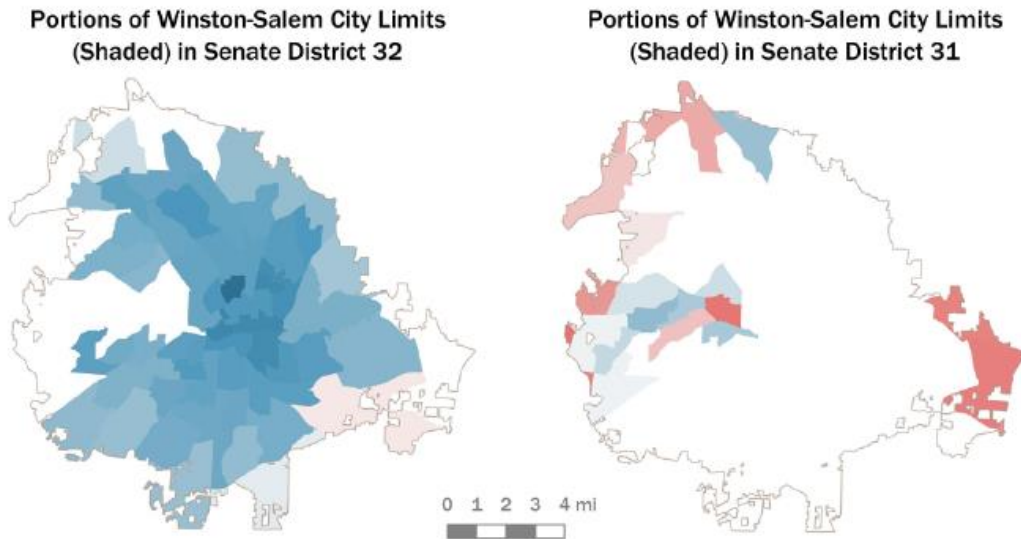 Portions of Winston-Salem City Limits
(Shaded) in Senate District 32
Portions of Winston-Salem City Limits
(Shaded) in Senate District 31
0 1 2 3 4 mi